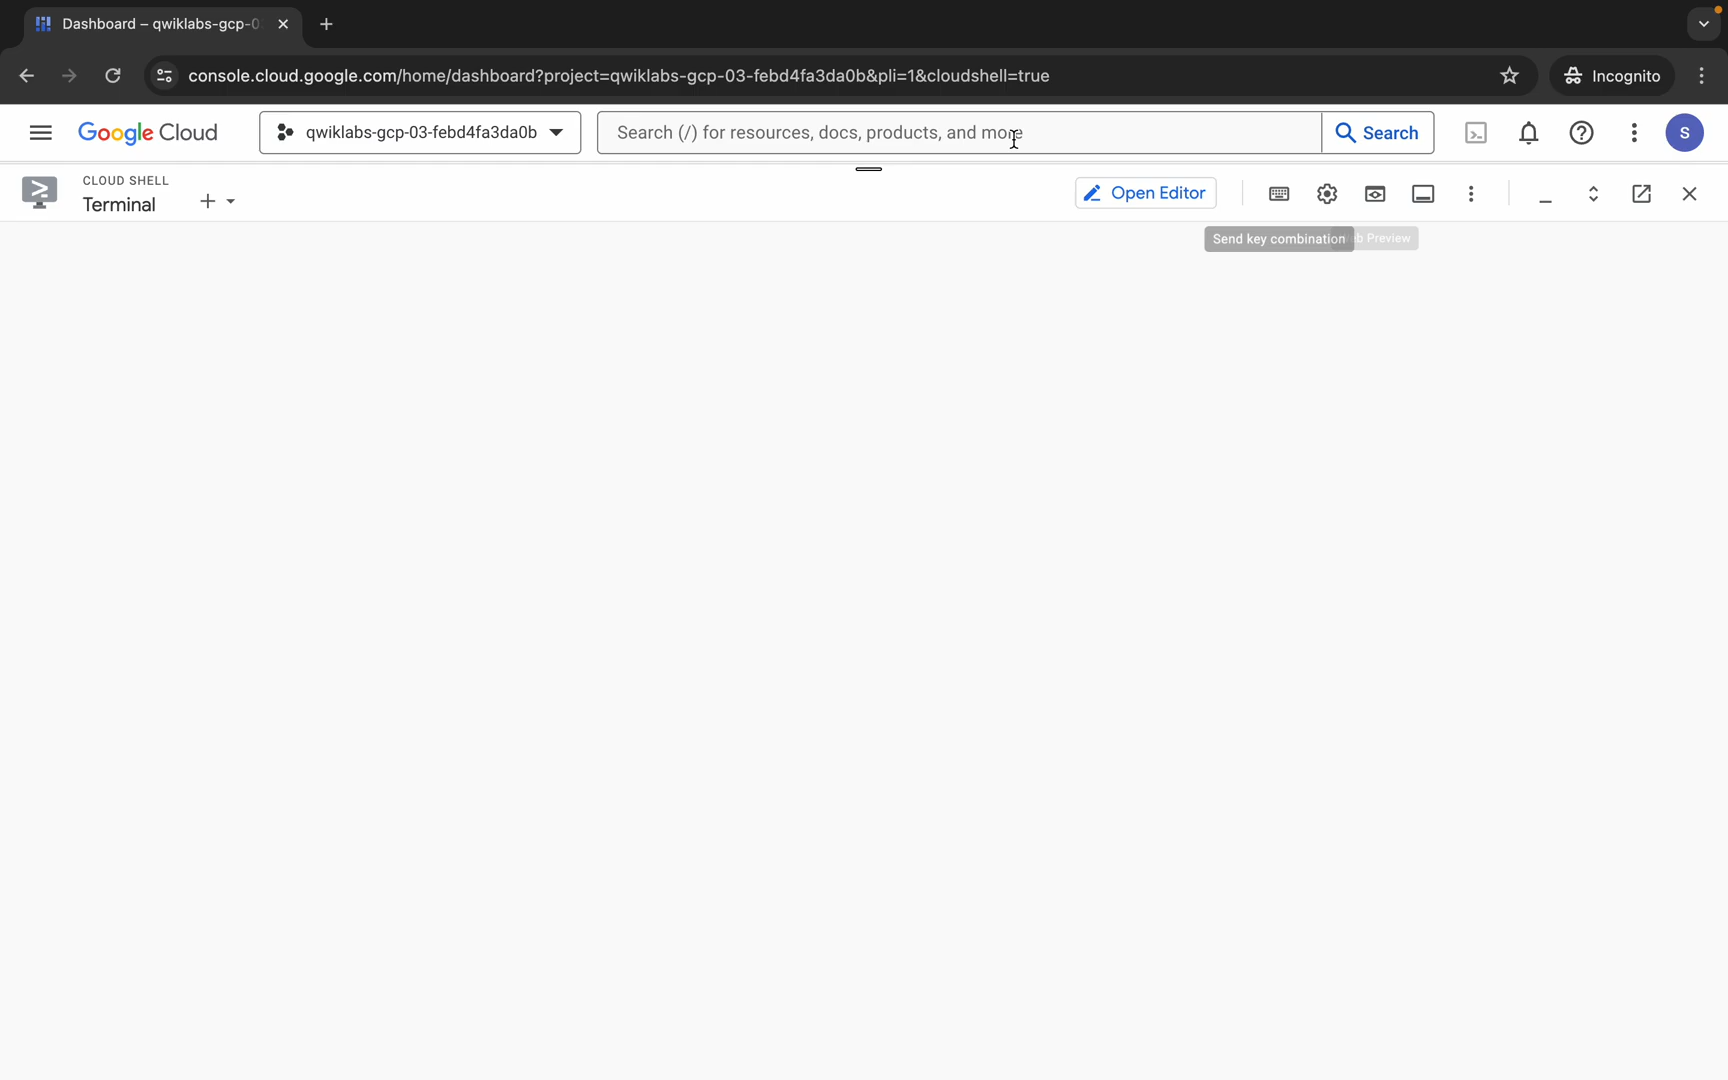 Dashboard – qwiklabs-gcp-0
console.cloud.google.com/home/dashboard?project=qwiklabs-gcp-03-febd4fa3da0b&pli=1&cloudshell=true
Incognito
Google Cloud
qwiklabs-gcp-03-febd4fa3da0b
Search (/) for resources, docs, products, and more
Search
S
CLOUD SHELL
Terminal
Open Editor
Send key combination
Preview